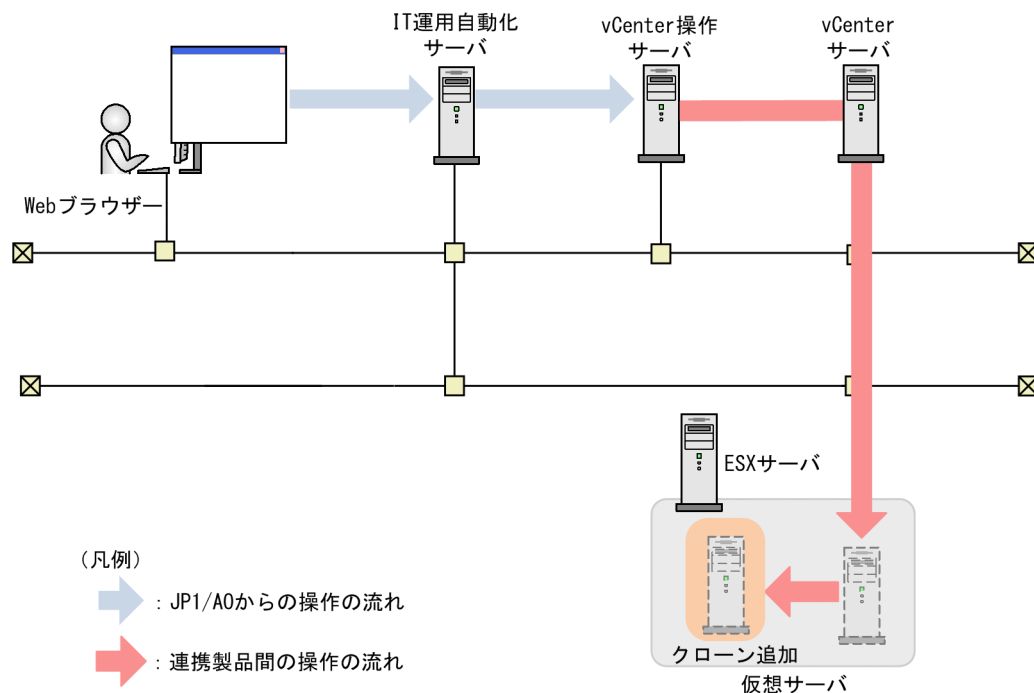 IT運用自動化
サーバ
vCenter操作
サーバ
vCenter
サーバ
Webブラウザー
ESXサーバ
(凡例)
：JP1/AOからの操作の流れ
：連携製品間の操作の流れ
クローン追加
仮想サーバ